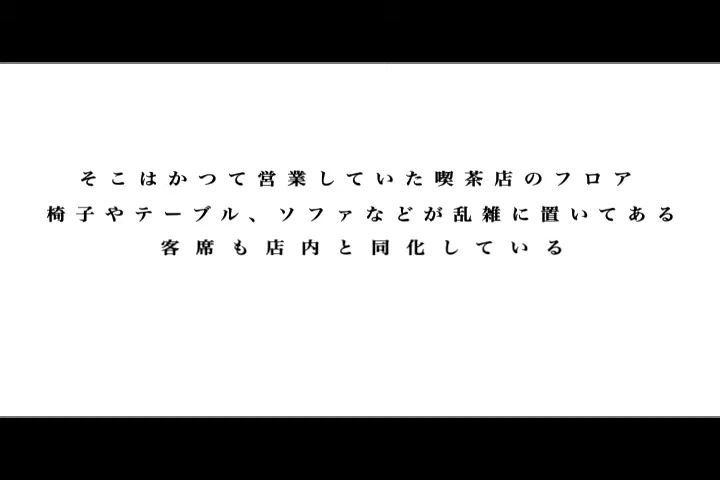 そこはかつて営業していた喫茶店のフロア
椅子やテーブル、ソファなどが乱雑に置いてある
客席も店内と同化している